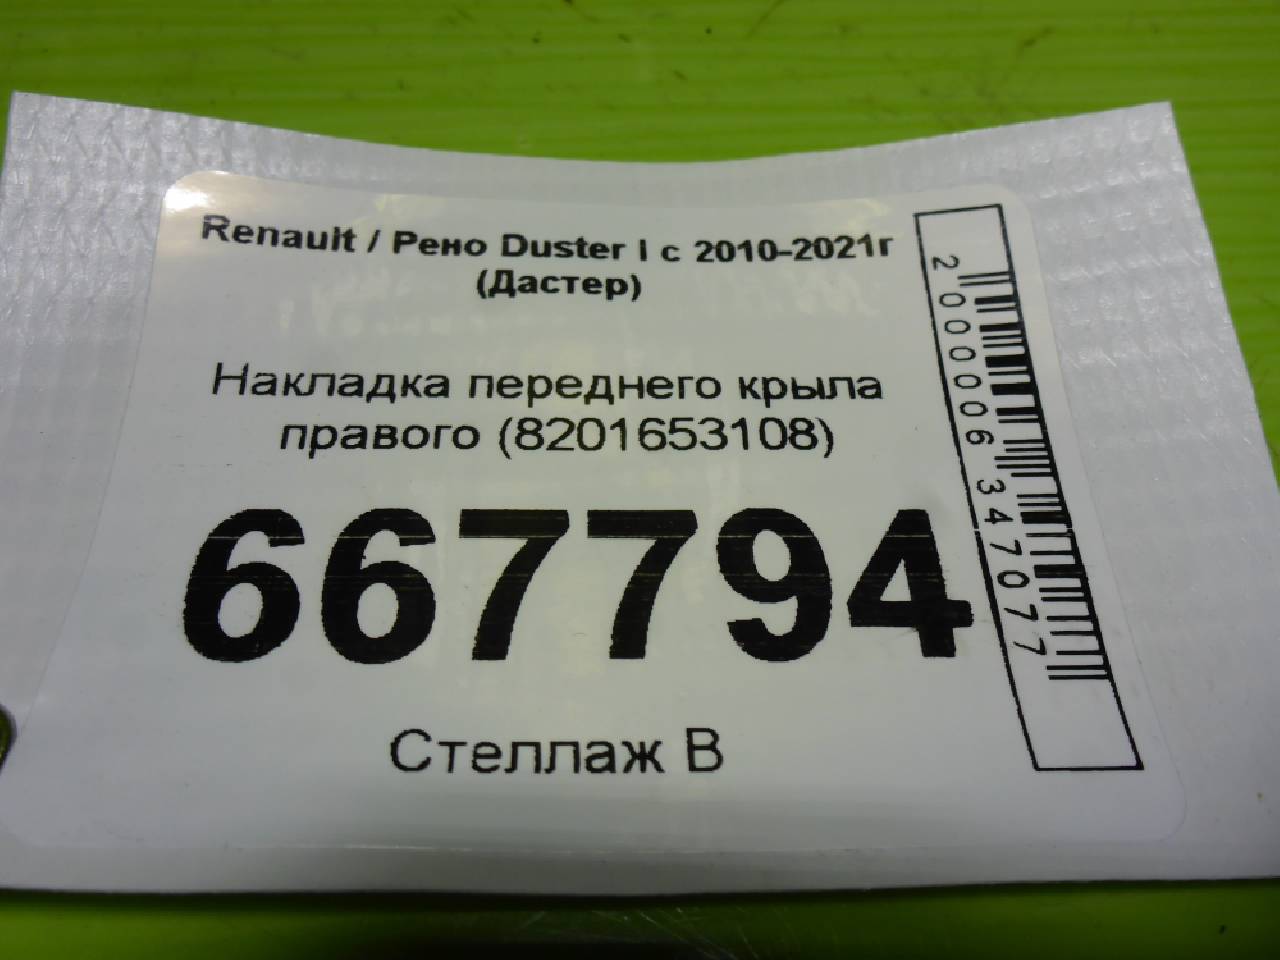 Renault / Рено Duster I с 2010-2021г
(Дастер)
Накладка переднего крыла
правого (8201653108)
667794
Стеллаж В
2000006347077